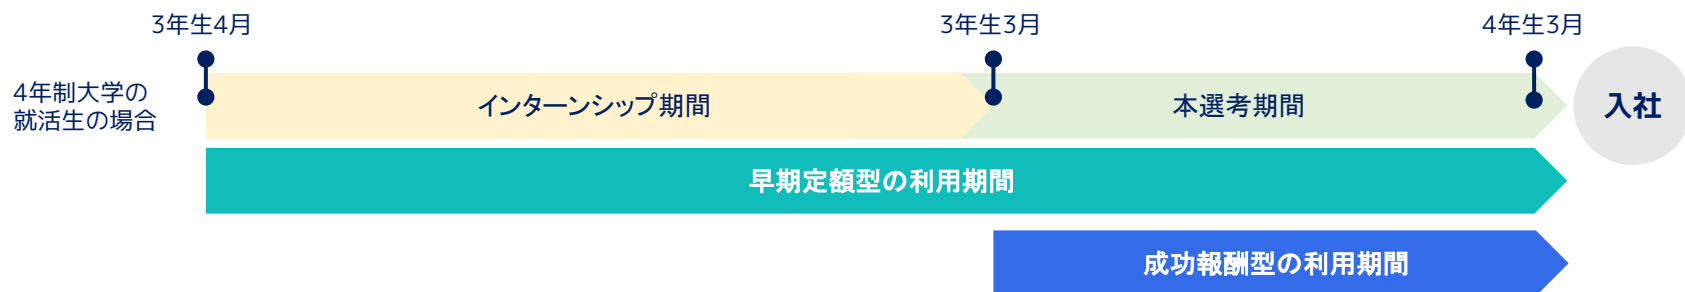 3年生4月
3年生3月
4年生3月
4年制大学の
就活生の場合
インターンシップ期間
本選考期間
入社
早期定額型の利用期間
成功報酬型の利用期間